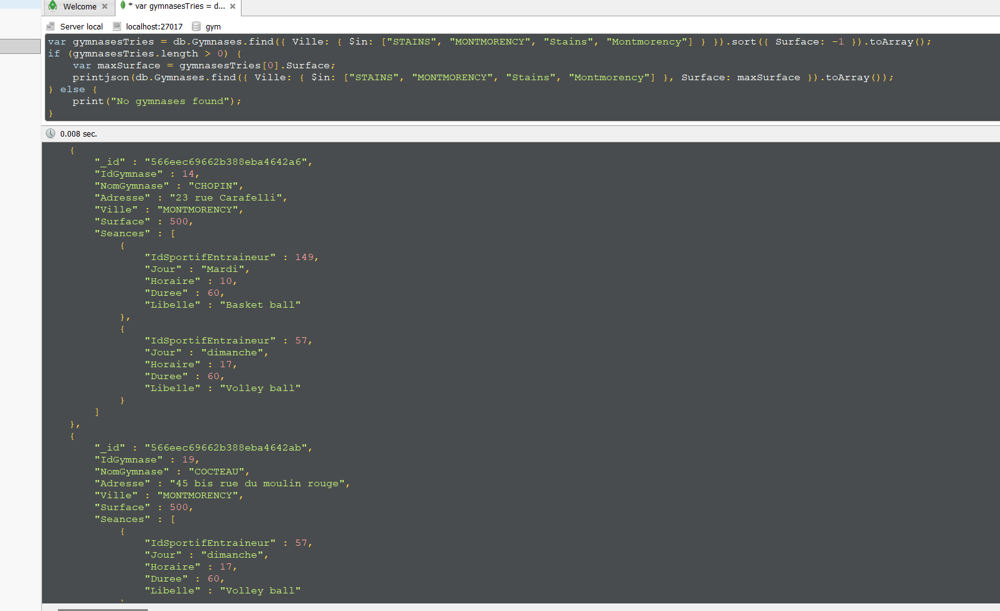 Welcome
* var gymnasesTries = d...
Server local localhost:27017 gym
var gymnasesTries = db.Gymnases.find({ Ville: { $in: ["STAINS", "MONTMORENCY", "Stains", "Montmorency"] } }).sort({ Surface: -1 }).toArray();
if (gymnasesTries.length > 0) {
    var maxSurface = gymnasesTries[0].Surface;
    printjson(db.Gymnases.find({ Ville: { $in: ["STAINS", "MONTMORENCY", "Stains", "Montmorency"] }, Surface: maxSurface }).toArray());
} else {
    print("No gymnases found");
}
0.008 sec.
    {
        "_id" : "566eec69662b388eba4642a6",
        "IdGymnase" : 14,
        "NomGymnase" : "CHOPIN",
        "Adresse" : "23 rue Carafelli",
        "Ville" : "MONTMORENCY",
        "Surface" : 500,
        "Seances" : [
            {
                "IdSportifEntraineur" : 149,
                "Jour" : "Mardi",
                "Horaire" : 10,
                "Duree" : 60,
                "Libelle" : "Basket ball"
            },
            {
                "IdSportifEntraineur" : 57,
                "Jour" : "dimanche",
                "Horaire" : 17,
                "Duree" : 60,
                "Libelle" : "Volley ball"
            }
        ]
    },
    {
        "_id" : "566eec69662b388eba4642ab",
        "IdGymnase" : 19,
        "NomGymnase" : "COCTEAU",
        "Adresse" : "45 bis rue du moulin rouge",
        "Ville" : "MONTMORENCY",
        "Surface" : 500,
        "Seances" : [
            {
                "IdSportifEntraineur" : 57,
                "Jour" : "dimanche",
                "Horaire" : 17,
                "Duree" : 60,
                "Libelle" : "Volley ball"